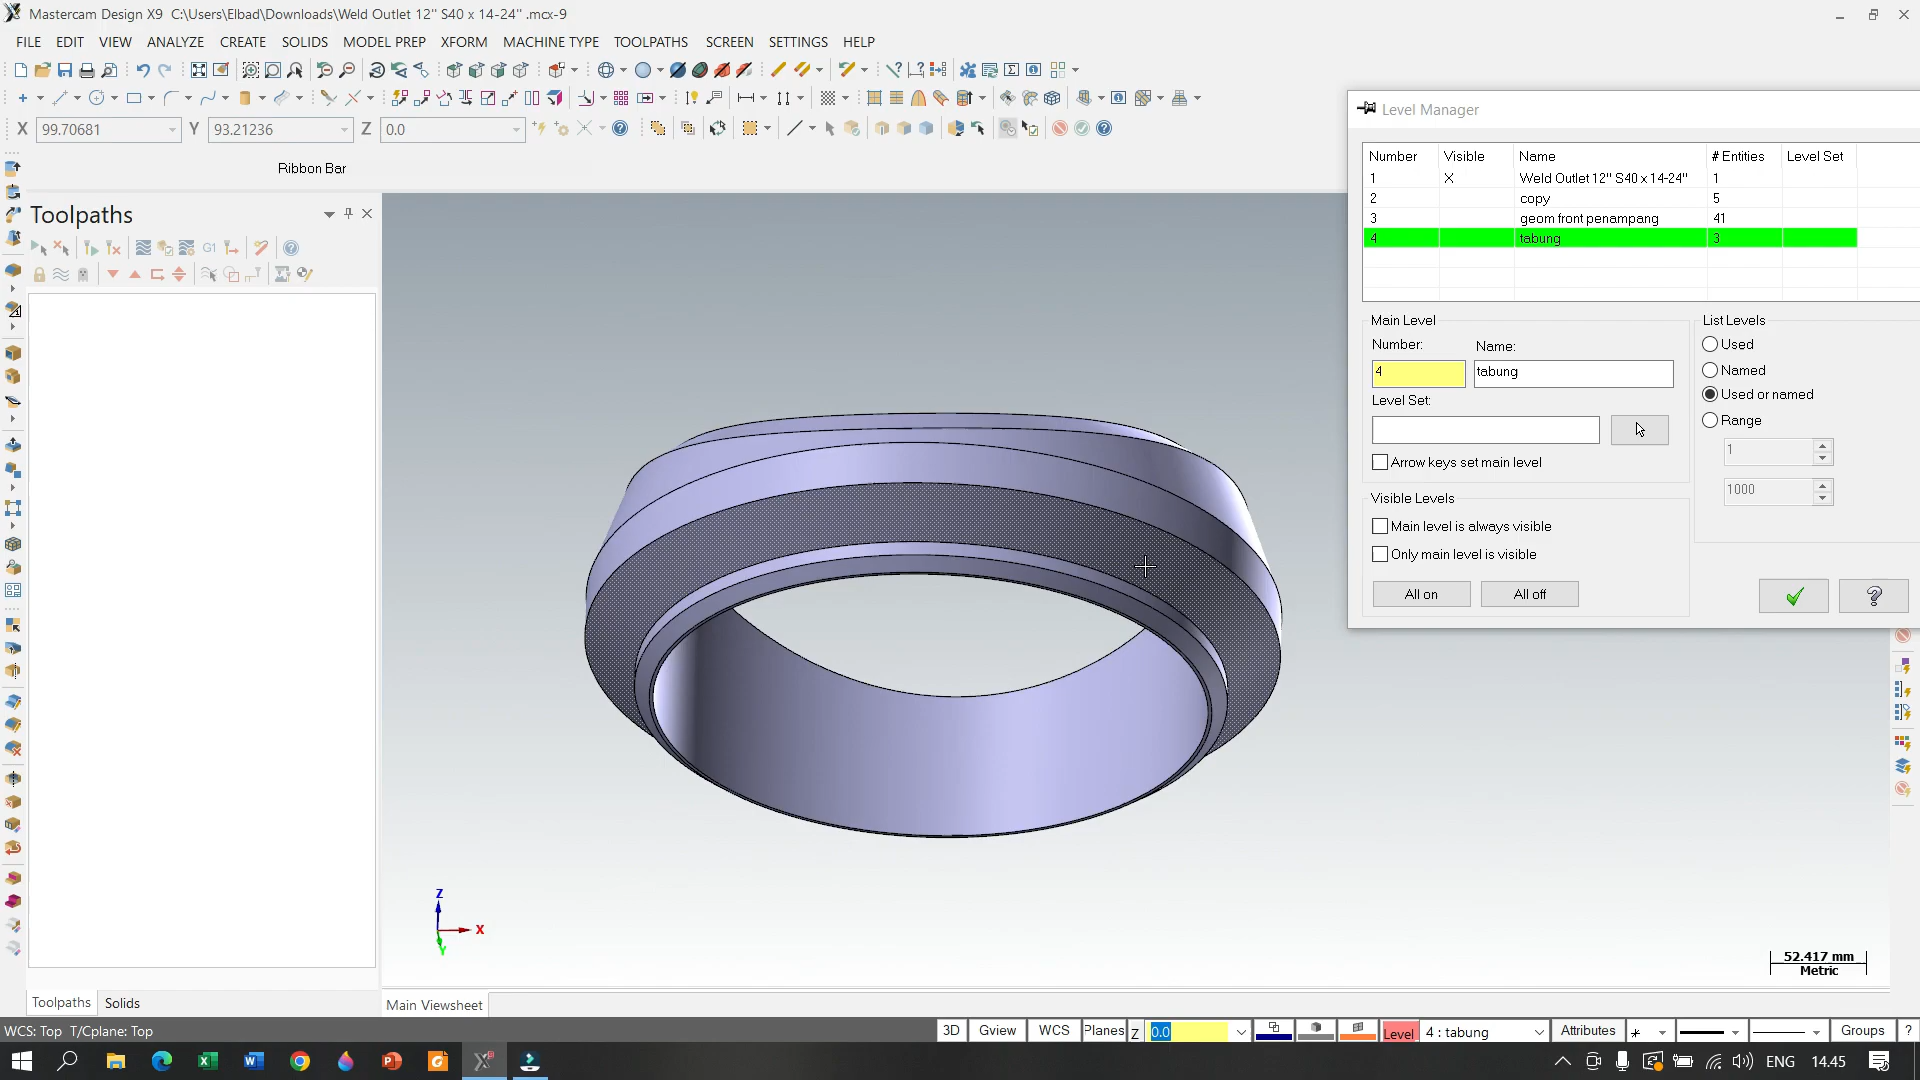 Mastercam Design X9 C:\Users\Elbad\Downloads\Weld Outlet 12" S40 x 14-24" .mcx-9
FILE EDIT VIEW ANALYZE CREATE SOLIDS MODEL PREP XFORM MACHINE TYPE TOOLPATHS SCREEN SETTINGS HELP
X 99.70681 Y 93.21236 Z 0.0
Ribbon Bar
Toolpaths
G1
Level Manager
Number Visible Name # Entities Level Set
1 X Weld Outlet 12" S40 x 14-24" 1
2 copy 5
3 geom front penampang 41
4 tabung 3
Main Level
Number: Name:
4 tabung
Level Set:
Arrow keys set main level
Visible Levels
Main level is always visible
Only main level is visible
All on All off
List Levels
Used
Named
Used or named
Range
1
1000
Z
X
Y
52.417 mm
Metric
Toolpaths Solids
Main Viewsheet
WCS: Top T/Cplane: Top
3D Gview WCS Planes Z 0.0 Level 4 : tabung Attributes Groups ?
ENG 14.45